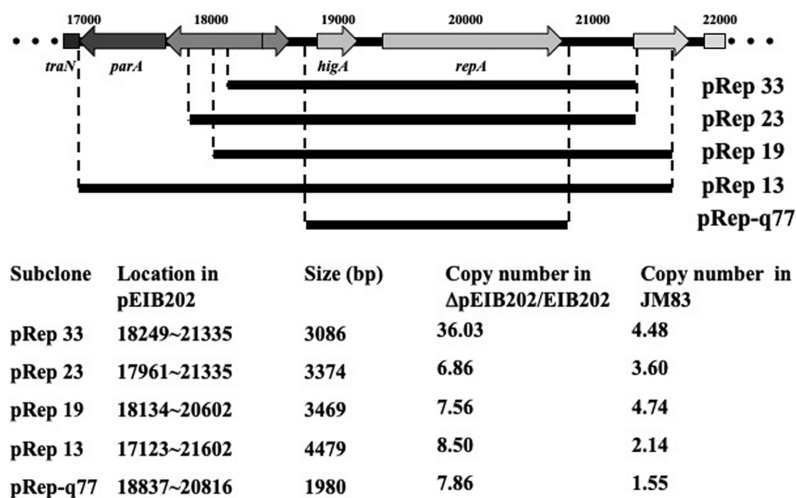 17000 18000 19000 20000 21000 22000
traN parA higA repA
pRep 33
pRep 23
pRep 19
pRep 13
pRep-q77
Subclone Location in pEIB202 Size (bp) Copy number in ΔpEIB202/EIB202 Copy number in JM83
pRep 33 18249~21335 3086 36.03 4.48
pRep 23 17961~21335 3374 6.86 3.60
pRep 19 18134~20602 3469 7.56 4.74
pRep 13 17123~21602 4479 8.50 2.14
pRep-q77 18837~20816 1980 7.86 1.55